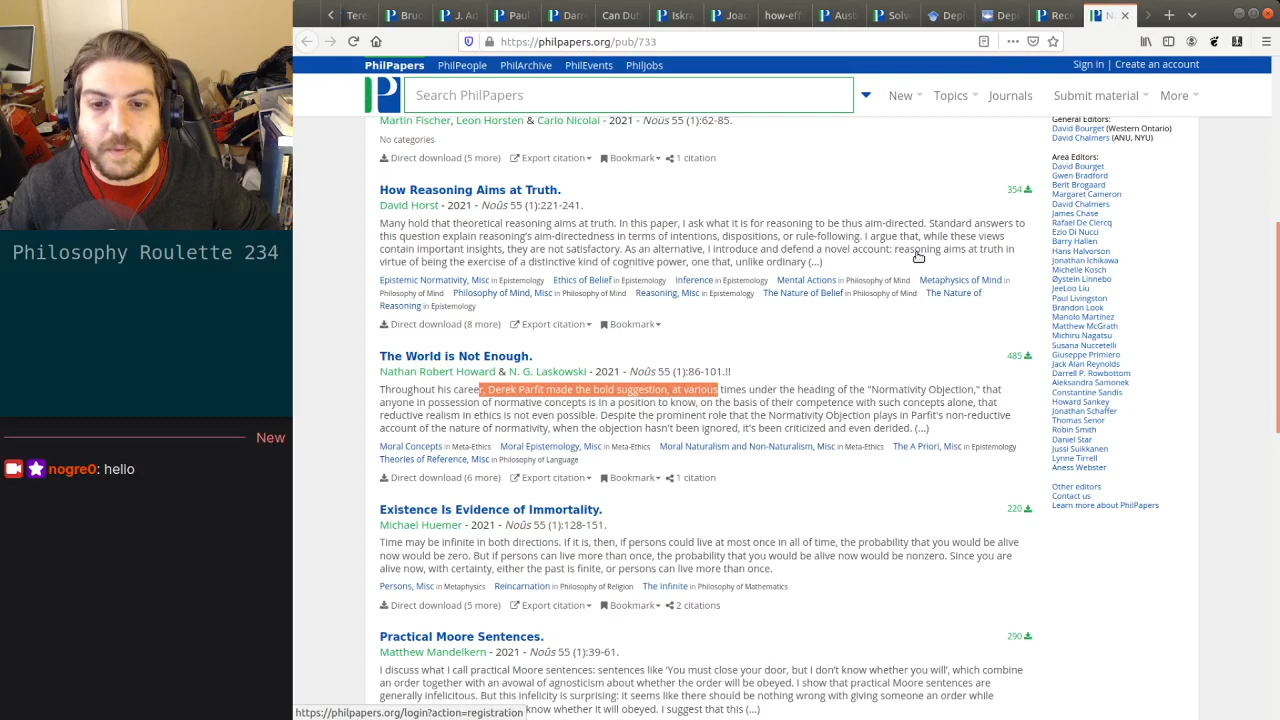 Tere
Bruc
J. Ad
Paul
Darre
Can Dut
Iskra
Joac
how-eff
Aust
Solv
Depi
Dep
Rece
N
https://philpapers.org/pub/733
PhilPapers PhilPeople PhilArchive PhilEvents PhilJobs
Sign in | Create an account
Search PhilPapers
New Topics Journals Submit material More
Martin Fischer, Leon Horsten & Carlo Nicolai - 2021 - Noûs 55 (1):62-85.
No categories
Direct download (5 more) Export citation Bookmark 1 citation
How Reasoning Aims at Truth. 354
David Horst - 2021 - Noûs 55 (1):221-241.
Many hold that theoretical reasoning aims at truth. In this paper, I ask what it is for reasoning to be thus aim-directed. Standard answers to
this question explain reasoning's aim-directedness in terms of intentions, dispositions, or rule-following. I argue that, while these views
contain important insights, they are not satisfactory. As an alternative, I introduce and defend a novel account: reasoning aims at truth in
virtue of being the exercise of a distinctive kind of cognitive power, one that, unlike ordinary (...)
Epistemic Normativity, Misc in Epistemology Ethics of Belief in Epistemology Inference in Epistemology Mental Actions in Philosophy of Mind Metaphysics of Mind in
Philosophy of Mind Philosophy of Mind, Misc in Philosophy of Mind Reasoning, Misc in Epistemology The Nature of Belief in Philosophy of Mind The Nature of
Reasoning in Epistemology
Direct download (8 more) Export citation Bookmark
The World is Not Enough. 485
Nathan Robert Howard & N. G. Laskowski - 2021 - Noûs 55 (1):86-101.!!
Throughout his career, Derek Parfit made the bold suggestion, at various times under the heading of the "Normativity Objection," that
anyone in possession of normative concepts is in a position to know, on the basis of their competence with such concepts alone, that
reductive realism in ethics is not even possible. Despite the prominent role that the Normativity Objection plays in Parfit's non-reductive
account of the nature of normativity, when the objection hasn't been ignored, it's been criticized and even derided. (...)
Moral Concepts in Meta-Ethics Moral Epistemology, Misc in Meta-Ethics Moral Naturalism and Non-Naturalism, Misc in Meta-Ethics The A Priori, Misc in Epistemology
Theories of Reference, Misc in Philosophy of Language
Direct download (6 more) Export citation Bookmark 1 citation
Existence Is Evidence of Immortality. 220
Michael Huemer - 2021 - Noûs 55 (1):128-151.
Time may be infinite in both directions. If it is, then, if persons could live at most once in all of time, the probability that you would be alive
now would be zero. But if persons can live more than once, the probability that you would be alive now would be nonzero. Since you are
alive now, with certainty, either the past is finite, or persons can live more than once.
Persons, Misc in Metaphysics Reincarnation in Philosophy of Religion The Infinite in Philosophy of Mathematics
Direct download (5 more) Export citation Bookmark 2 citations
Practical Moore Sentences. 290
Matthew Mandelkern - 2021 - Noûs 55 (1):39-61.
I discuss what I call practical Moore sentences: sentences like 'You must close your door, but I don't know whether you will', which combine
an order together with an avowal of agnosticism about whether the order will be obeyed. I show that practical Moore sentences are
generally infelicitous. But this infelicity is surprising: it seems like there should be nothing wrong with giving someone an order while
know whether it will obeyed. I suggest that this (...)
https://philpapers.org/login?action=registration
General Editors:
David Bourget (Western Ontario)
David Chalmers (ANU, NYU)
Area Editors:
David Bourget
Gwen Bradford
Berit Brogaard
Margaret Cameron
David Chalmers
James Chase
Rafael De Clercq
Ezio Di Nucci
Barry Hallen
Hans Halvorson
Jonathan Ichikawa
Michelle Kosch
Øystein Linnebo
JeeLoo Liu
Paul Livingston
Brandon Look
Manolo Martínez
Matthew McGrath
Michiru Nagatsu
Susana Nuccetelli
Giuseppe Primiero
Jack Alan Reynolds
Darrell P. Rowbottom
Aleksandra Samonek
Constantine Sandis
Howard Sankey
Jonathan Schaffer
Thomas Senor
Robin Smith
Daniel Star
Jussi Suikkanen
Lynne Tirrell
Aness Webster
Other editors
Contact us
Learn more about PhilPapers
Philosophy Roulette 234
New
nogre0: hello